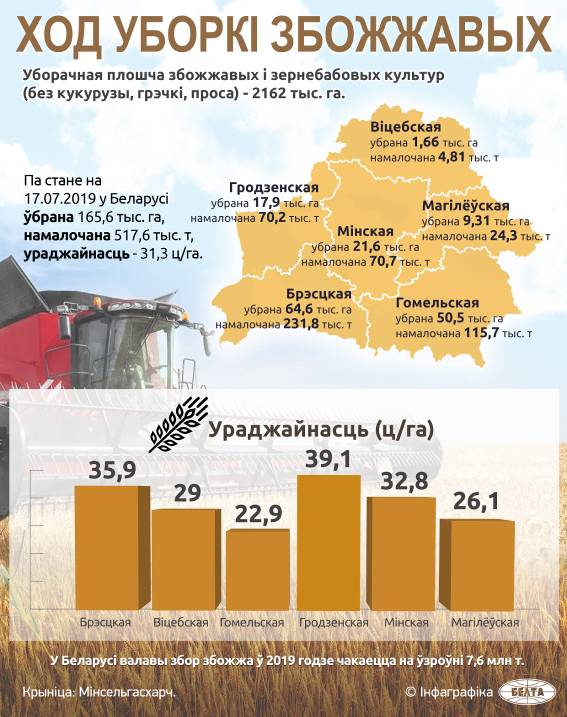 ХОД УБОРКІ ЗБОЖЖАВЫХ
Уборачная плошча збожжавых і зернебабовых культур
(без кукурузы, грэчкі, проса) - 2162 тыс. га.
Па стане на
17.07.2019 у Беларусі
ўбрана 165,6 тыс. га,
намалочана 517,6 тыс. т,
ураджайнасць - 31,3 ц/га.
Віцебская
убрана 1,66 тыс. га
намалочана 4,81 тыс. т
Гродзенская
убрана 17,9 тыс. га
намалочана 70,2 тыс. т
Магілёўская
убрана 9,31 тыс. га
намалочана 24,3 тыс. т
Мінская
убрана 21,6 тыс. га
намалочана 70,7 тыс. т
Брэсцкая
убрана 64,6 тыс. га
намалочана 231,8 тыс. т
Гомельская
убрана 50,5 тыс. га
намалочана 115,7 тыс. т
Ураджайнасць (ц/га)
35,9
29
22,9
39,1
32,8
26,1
Брэсцкая
Віцебская
Гомельская
Гродзенская
Мінская
Магілёўская
У Беларусі валавы збор збожжа ў 2019 годзе чакаецца на ўзроўні 7,6 млн т.
Крыніца: Мінсельгасхарч.
© Інфаграфіка БЕЛТА